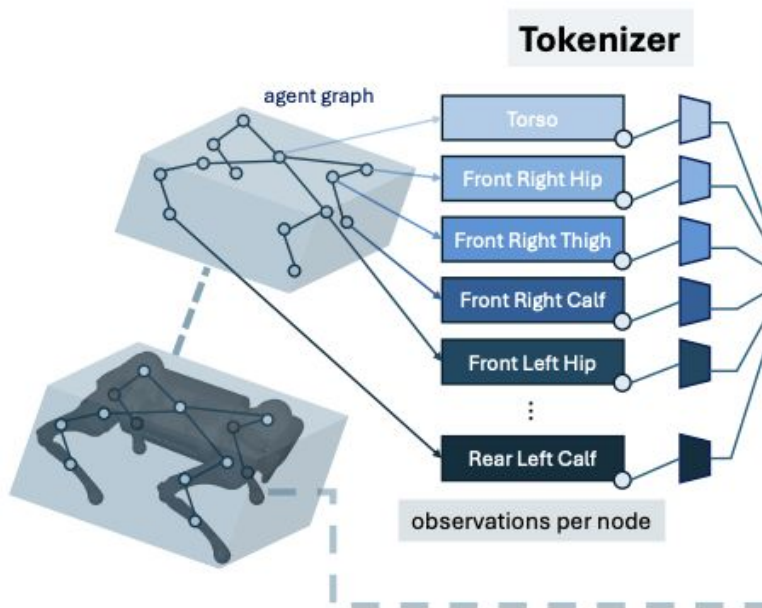 Tokenizer
agent graph
Torso
Front Right Hip
Front Right Thigh
Front Right Calf
Front Left Hip
⋮
Rear Left Calf
observations per node